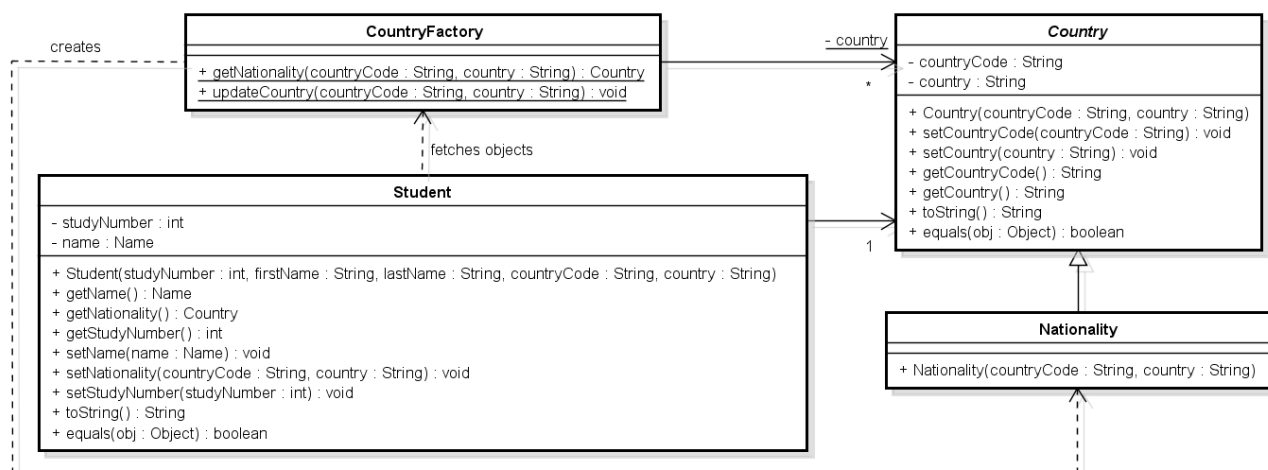 creates
CountryFactory
+ getNationality(countryCode : String, country : String) : Country
+ updateCountry(countryCode : String, country : String) : void
- country
*
Country
- countryCode : String
- country : String
+ Country(countryCode : String, country : String)
+ setCountryCode(countryCode : String) : void
+ setCountry(country : String) : void
+ getCountryCode() : String
+ getCountry() : String
+ toString() : String
+ equals(obj : Object) : boolean
fetches objects
Student
- studyNumber : int
- name : Name
+ Student(studyNumber : int, firstName : String, lastName : String, countryCode : String, country : String)
+ getName() : Name
+ getNationality() : Country
+ getStudyNumber() : int
+ setName(name : Name) : void
+ setNationality(countryCode : String, country : String) : void
+ setStudyNumber(studyNumber : int) : void
+ toString() : String
+ equals(obj : Object) : boolean
1
Nationality
+ Nationality(countryCode : String, country : String)